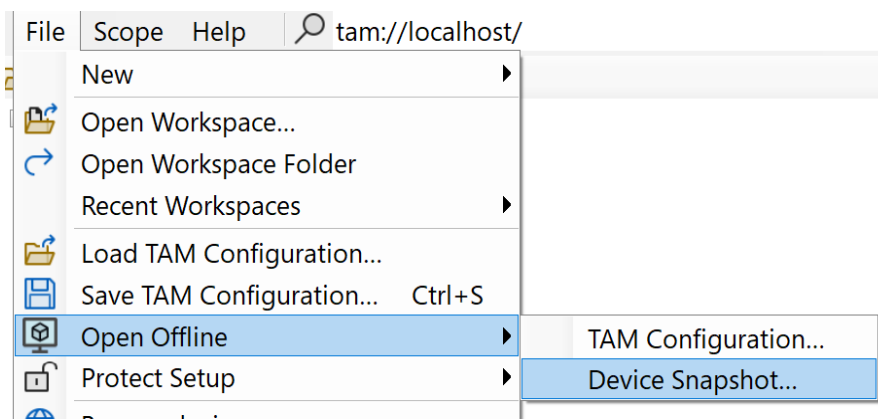 File Scope Help tam://localhost/
New
Open Workspace...
Open Workspace Folder
Recent Workspaces
Load TAM Configuration...
Save TAM Configuration... Ctrl+S
Open Offline
TAM Configuration...
Protect Setup
Device Snapshot...